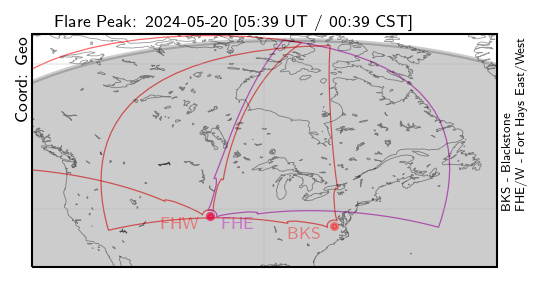 Flare Peak: 2024-05-20 [05:39 UT / 00:39 CST]
Coord: Geo
FHW
FHE
BKS
BKS - Blackstone
FHE/W - Fort Hays East/West